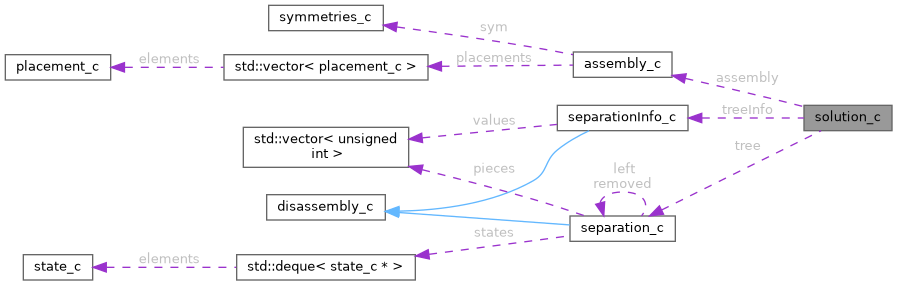 symmetries_c
sym
placement_c
elements
std::vector< placement_c >
placements
assembly_c
assembly
separationInfo_c
treeInfo
solution_c
values
std::vector< unsigned
int >
tree
pieces
left
removed
disassembly_c
separation_c
states
state_c
elements
std::deque< state_c * >